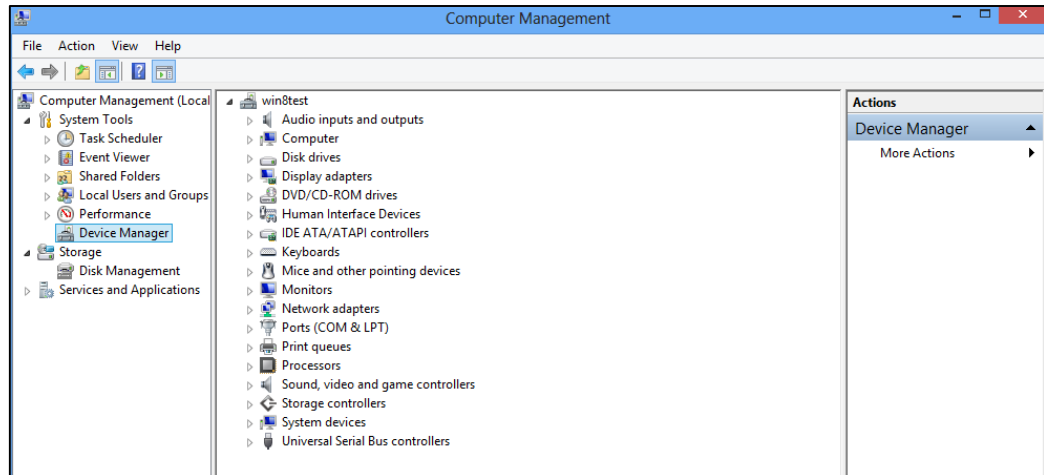 Computer Management
File Action View Help
Computer Management (Local
System Tools
Task Scheduler
Event Viewer
Shared Folders
Local Users and Groups
Performance
Device Manager
Storage
Disk Management
Services and Applications
win8test
Audio inputs and outputs
Computer
Disk drives
Display adapters
DVD/CD-ROM drives
Human Interface Devices
IDE ATA/ATAPI controllers
Keyboards
Mice and other pointing devices
Monitors
Network adapters
Ports (COM & LPT)
Print queues
Processors
Sound, video and game controllers
Storage controllers
System devices
Universal Serial Bus controllers
Actions
Device Manager
More Actions